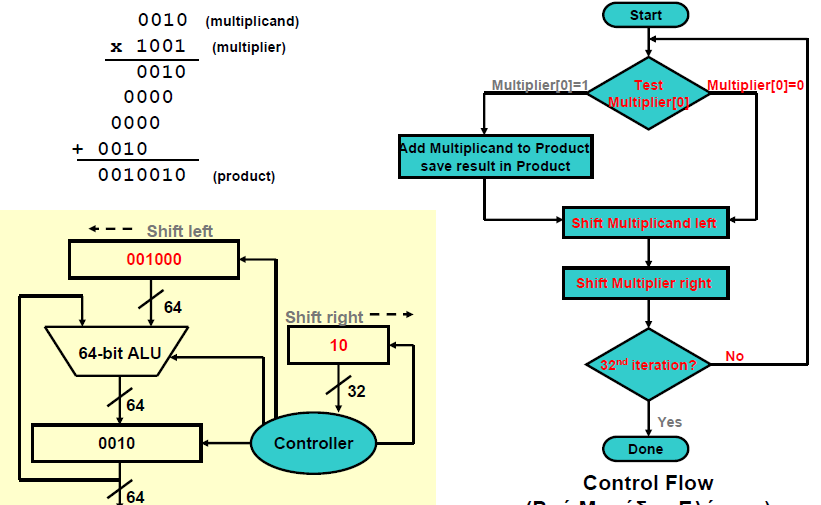 0010 (multiplicand)
x 1001 (multiplier)
0010
0000
0000
+ 0010
0010010 (product)
Shift left
001000
64
64-bit ALU
64
0010
64
Shift right
10
32
Controller
Start
Multiplier[0]=1
Test
Multiplier[0]
Multiplier[0]=0
Add Multiplicand to Product
save result in Product
Shift Multiplicand left
Shift Multiplier right
32nd iteration?
No
Yes
Done
Control Flow